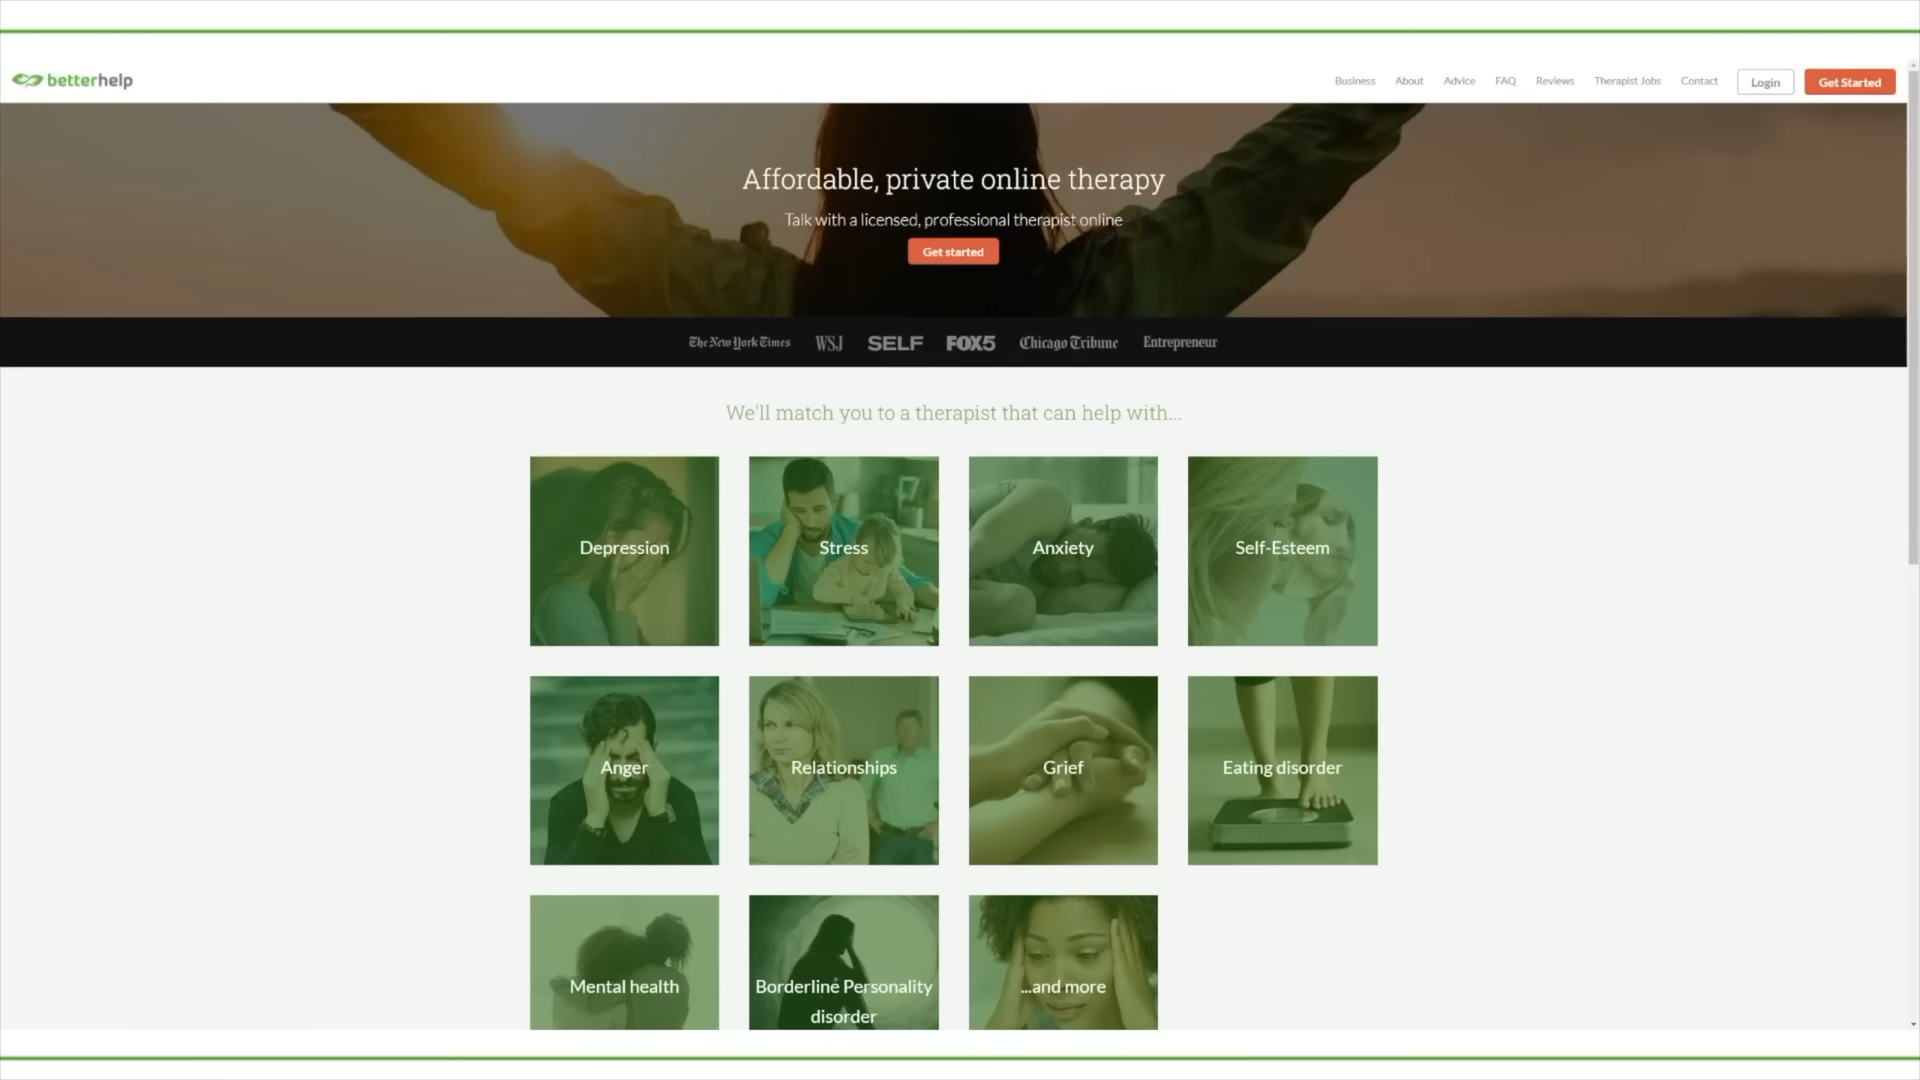 betterhelp
Business About Advice FAQ Reviews Therapist Jobs Contact Login Get Started
Affordable, private online therapy
Talk with a licensed, professional therapist online
Get started
The New York Times WSJ SELF FOX5 Chicago Tribune Entrepreneur
We'll match you to a therapist that can help with...
Depression Stress Anxiety Self-Esteem
Anger Relationships Grief Eating disorder
Mental health Borderline Personality ...and more
disorder